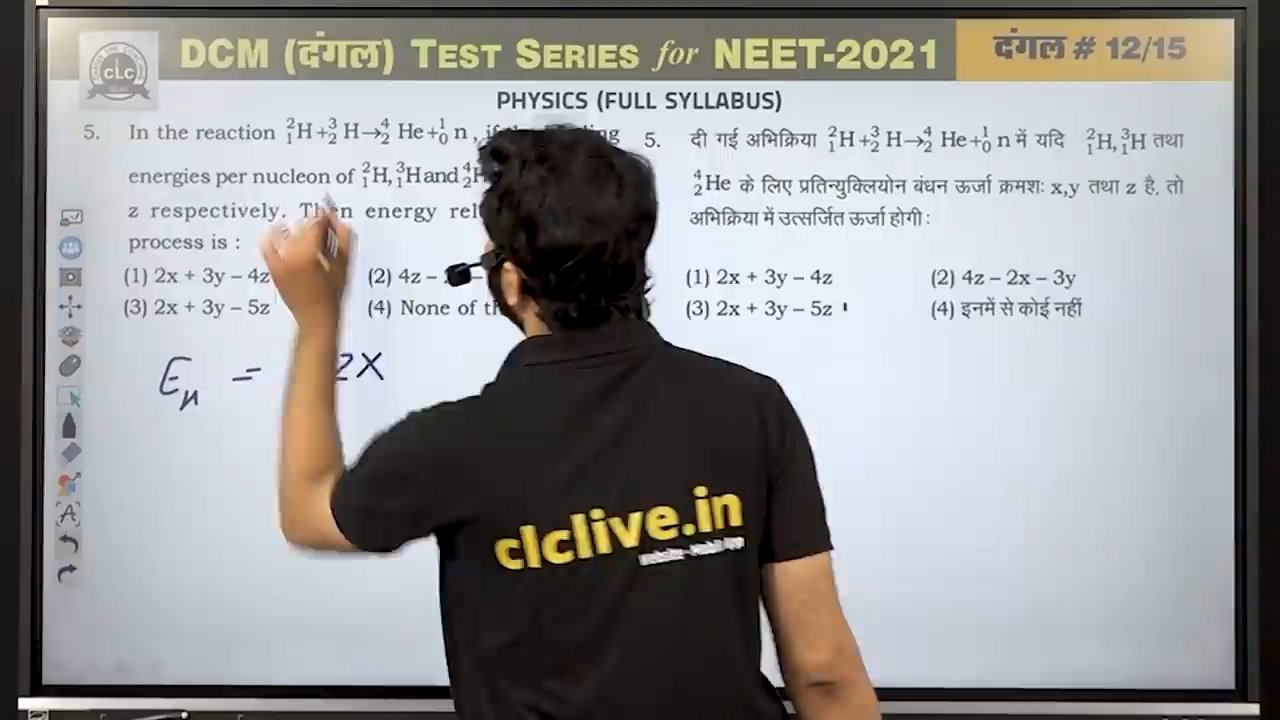 DCM (दंगल) TEST SERIES for NEET-2021
दंगल # 12/15
CLC
PHYSICS (FULL SYLLABUS)
5. In the reaction ²₁H+³₂H→⁴₂He+¹₀n, if
energies per nucleon of ²₁H,³₁H and ⁴₂
z respectively. Then energy rel
process is :
(1) 2x + 3y – 4z (2) 4z –
(3) 2x + 3y – 5z (4) None of th
5. दी गई अभिक्रिया ²₁H+³₂H→⁴₂He+¹₀n में यदि ²₁H,³₁H तथा
⁴₂He के लिए प्रतिन्युक्लियोन बंधन ऊर्जा क्रमशः x,y तथा z है, तो
अभिक्रिया में उत्सर्जित ऊर्जा होगी :
(1) 2x + 3y – 4z (2) 4z – 2x – 3y
(3) 2x + 3y – 5z (4) इनमें से कोई नहीं
Eₙ = 2x
clclive.in